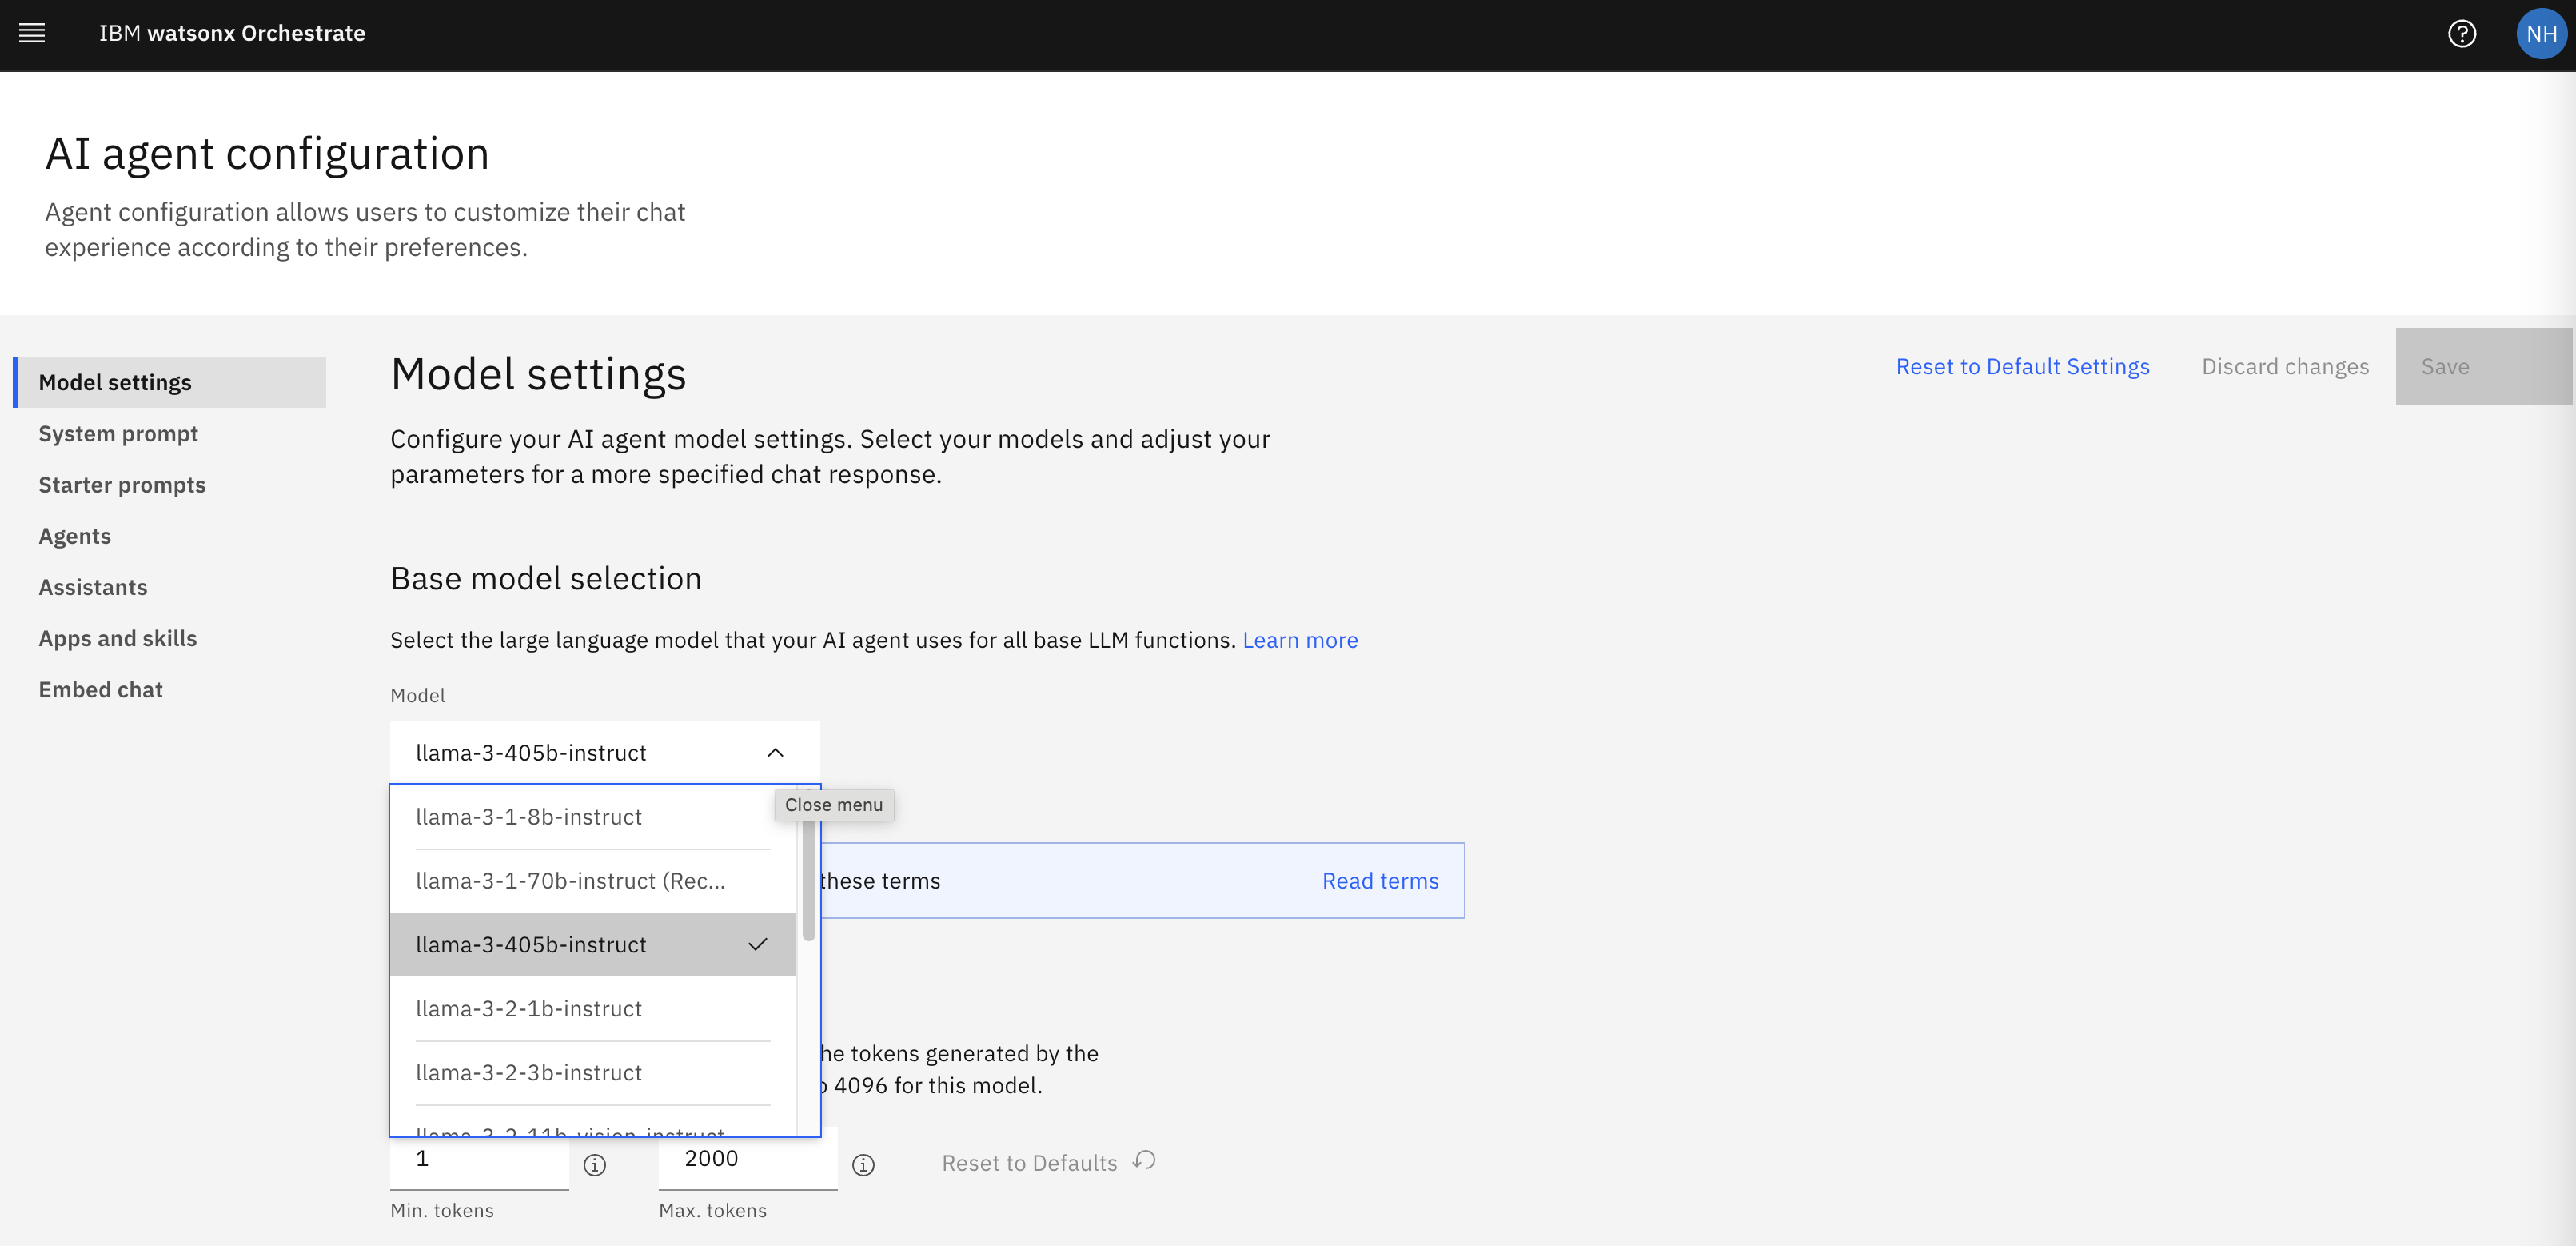 IBM watsonx Orchestrate
NH
AI agent configuration
Agent configuration allows users to customize their chat
experience according to their preferences.
Model settings
System prompt
Starter prompts
Agents
Assistants
Apps and skills
Embed chat
Model settings
Reset to Default Settings
Discard changes
Save
Configure your AI agent model settings. Select your models and adjust your
parameters for a more specified chat response.
Base model selection
Select the large language model that your AI agent uses for all base LLM functions. Learn more
Model
llama-3-405b-instruct
Close menu
llama-3-1-8b-instruct
llama-3-1-70b-instruct (Rec...
llama-3-405b-instruct
llama-3-2-1b-instruct
llama-3-2-3b-instruct
llama-3-2-11b-vision-instruct
these terms
Read terms
he tokens generated by the
4096 for this model.
1
2000
Reset to Defaults
Min. tokens
Max. tokens